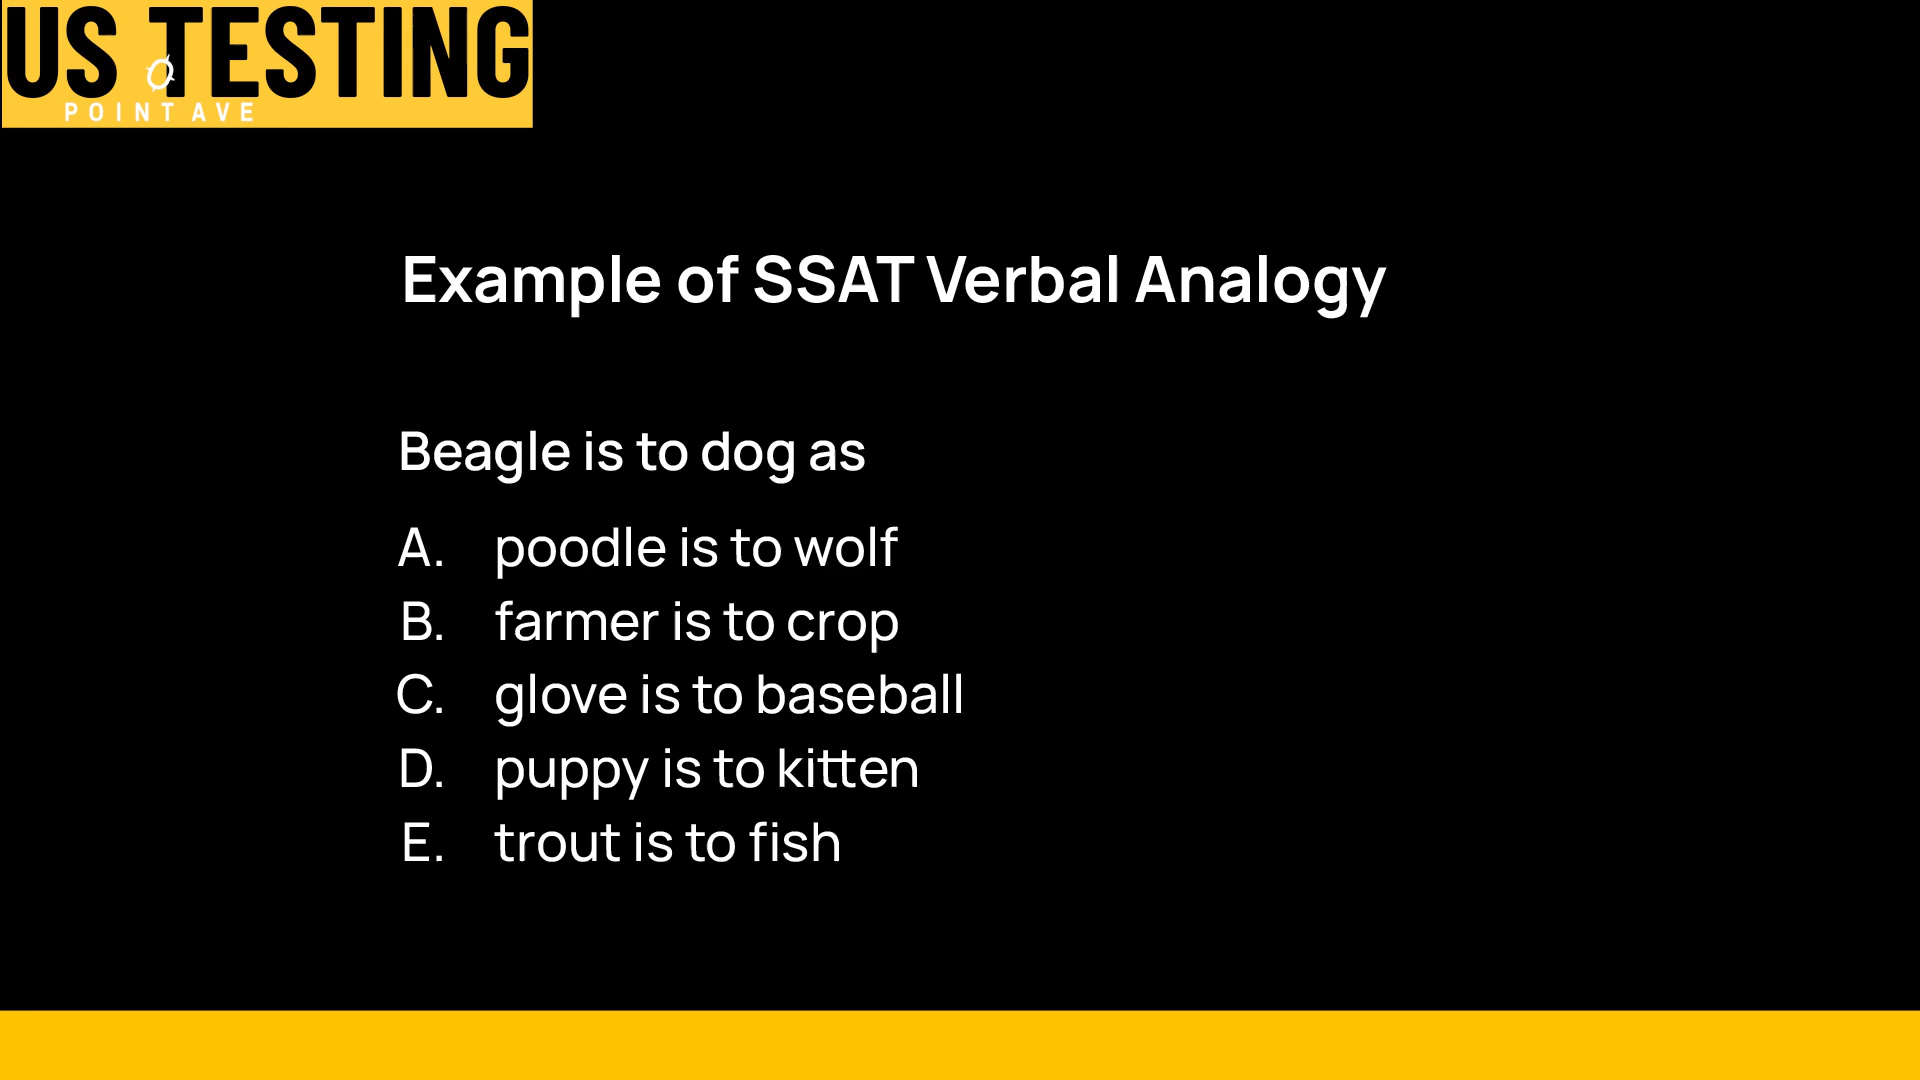 US TESTING
POINT AVE
Example of SSAT Verbal Analogy
Beagle is to dog as
A. poodle is to wolf
B. farmer is to crop
C. glove is to baseball
D. puppy is to kitten
E. trout is to fish